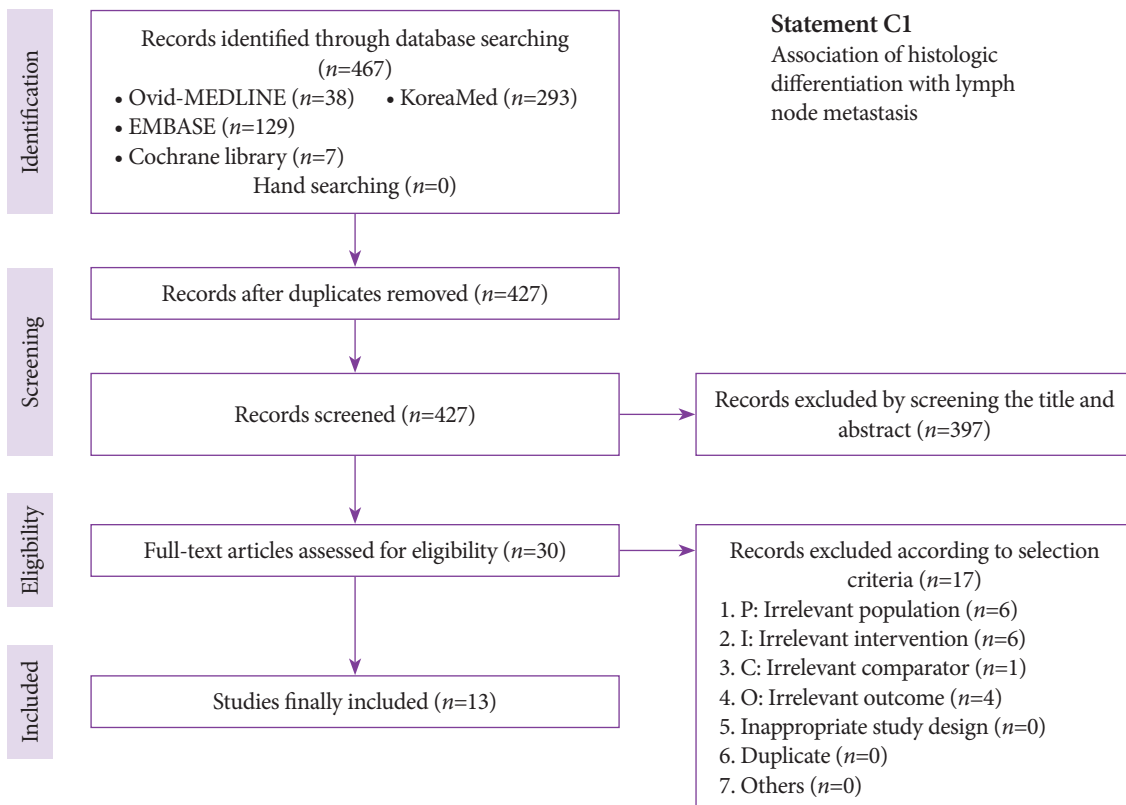 Statement C1
Association of histologic
differentiation with lymph
node metastasis
Identification
Records identified through database searching
(n=467)
• Ovid-MEDLINE (n=38) • KoreaMed (n=293)
• EMBASE (n=129)
• Cochrane library (n=7)
Hand searching (n=0)
Screening
Records after duplicates removed (n=427)
Records screened (n=427)
Records excluded by screening the title and
abstract (n=397)
Eligibility
Full-text articles assessed for eligibility (n=30)
Records excluded according to selection
criteria (n=17)
1. P: Irrelevant population (n=6)
2. I: Irrelevant intervention (n=6)
3. C: Irrelevant comparator (n=1)
4. O: Irrelevant outcome (n=4)
5. Inappropriate study design (n=0)
6. Duplicate (n=0)
7. Others (n=0)
Included
Studies finally included (n=13)